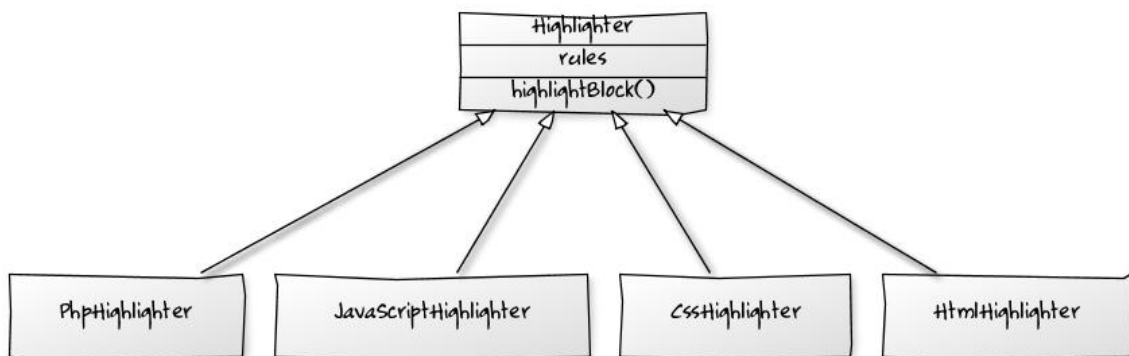 Highlighter
rules
highlightBlock()
PhpHighlighter
JavaScriptHighlighter
CssHighlighter
HtmlHighlighter